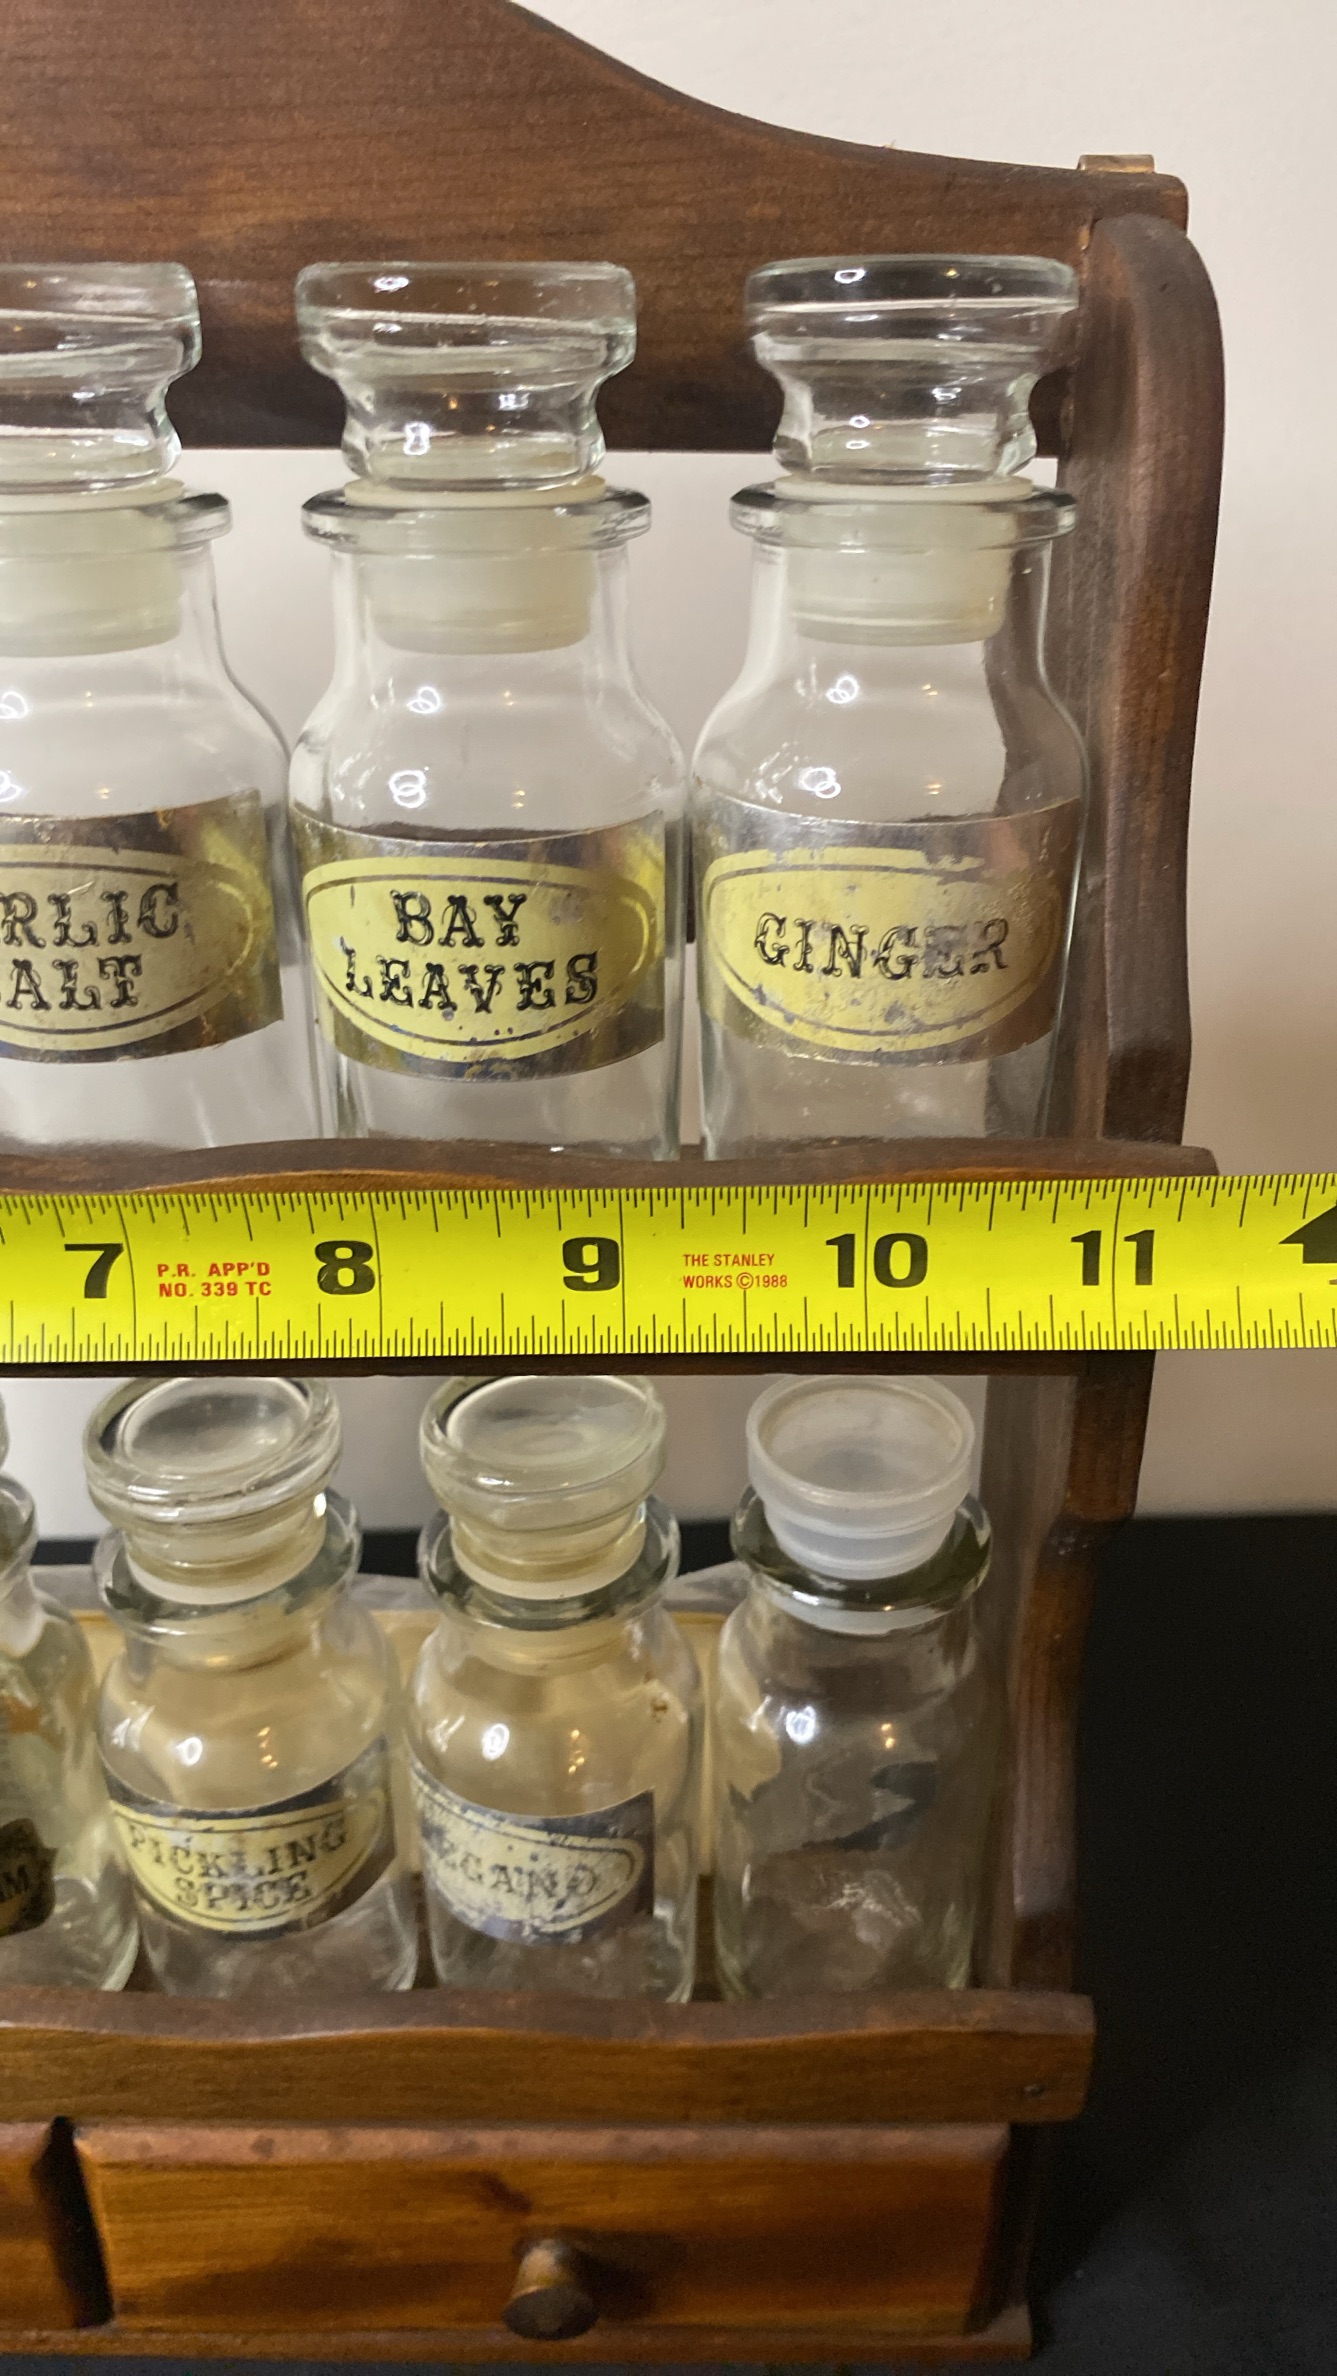 RLIC
ALT
BAY
LEAVES
GINGER
7 8 9 10 11
P.R. APP'D
NO. 339 TC
THE STANLEY
WORKS ©1988
PICKLING
SPICE
EGANO